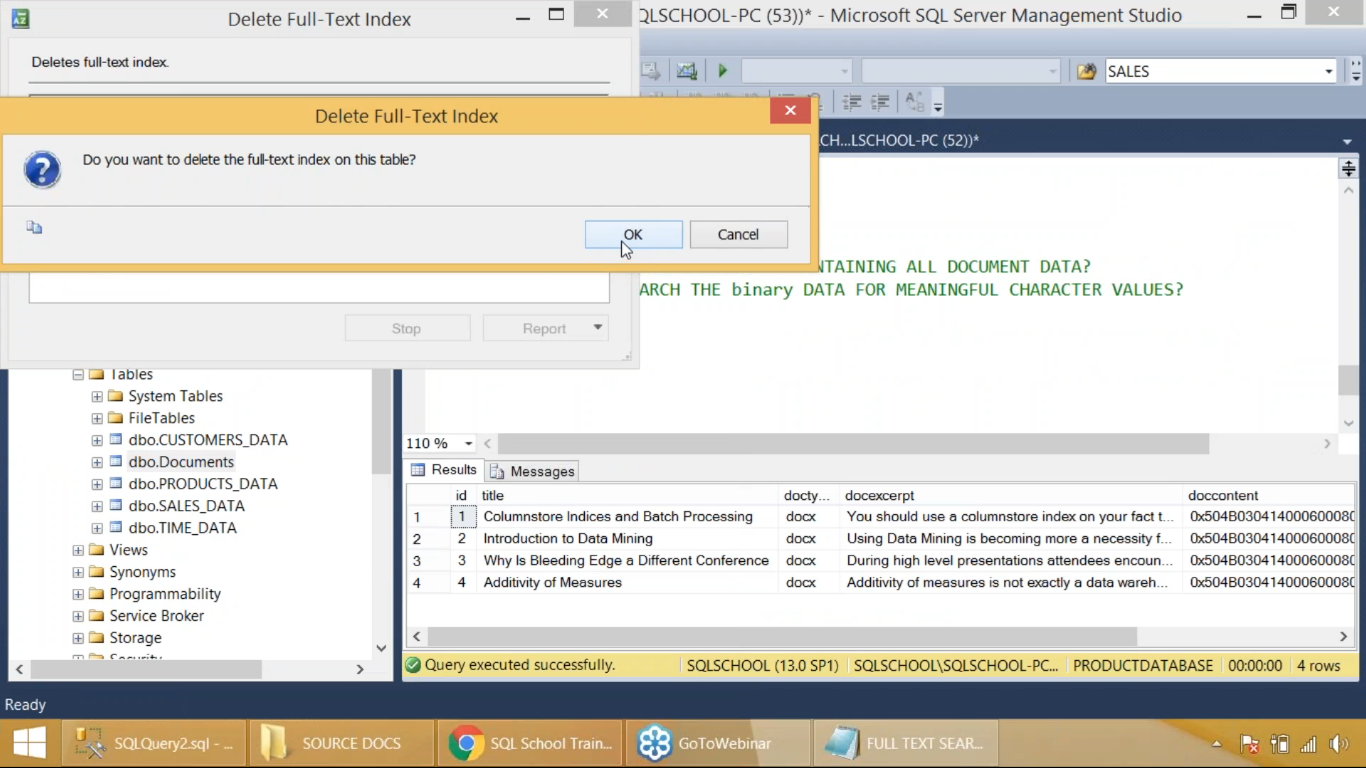 Delete Full-Text Index
QLSCHOOL-PC (53))* - Microsoft SQL Server Management Studio
Deletes full-text index.
SALES
Delete Full-Text Index
Do you want to delete the full-text index on this table?
OK
Cancel
CH...LSCHOOL-PC (52))*
NTAINING ALL DOCUMENT DATA?
ARCH THE binary DATA FOR MEANINGFUL CHARACTER VALUES?
Stop
Report
Tables
System Tables
FileTables
dbo.CUSTOMERS_DATA
dbo.Documents
dbo.PRODUCTS_DATA
dbo.SALES_DATA
dbo.TIME_DATA
Views
Synonyms
Programmability
Service Broker
Storage
Security
110 %
Results Messages
id title docty... docexcerpt doccontent
1 1 Columnstore Indices and Batch Processing docx You should use a columnstore index on your fact t... 0x504B030414000600080
2 2 Introduction to Data Mining docx Using Data Mining is becoming more a necessity f... 0x504B030414000600080
3 3 Why Is Bleeding Edge a Different Conference docx During high level presentations attendees encoun... 0x504B030414000600080
4 4 Additivity of Measures docx Additivity of measures is not exactly a data wareh... 0x504B030414000600080
Query executed successfully. SQLSCHOOL (13.0 SP1) SQLSCHOOL\SQLSCHOOL-PC... PRODUCTDATABASE 00:00:00 4 rows
Ready
SQLQuery2.sql - ... SOURCE DOCS SQL School Train... GoToWebinar FULL TEXT SEAR...